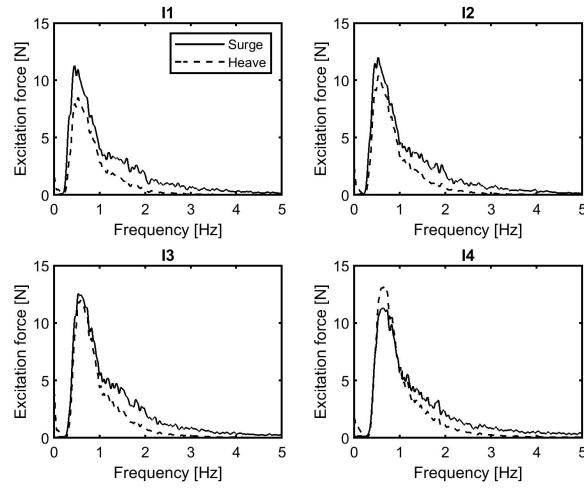 I1
I2
15
10
5
0
Excitation force [N]
Surge
Heave
0 1 2 3 4 5
Frequency [Hz]
15
10
5
0
Excitation force [N]
0 1 2 3 4 5
Frequency [Hz]
I3
I4
15
10
5
0
Excitation force [N]
0 1 2 3 4 5
Frequency [Hz]
15
10
5
0
Excitation force [N]
0 1 2 3 4 5
Frequency [Hz]